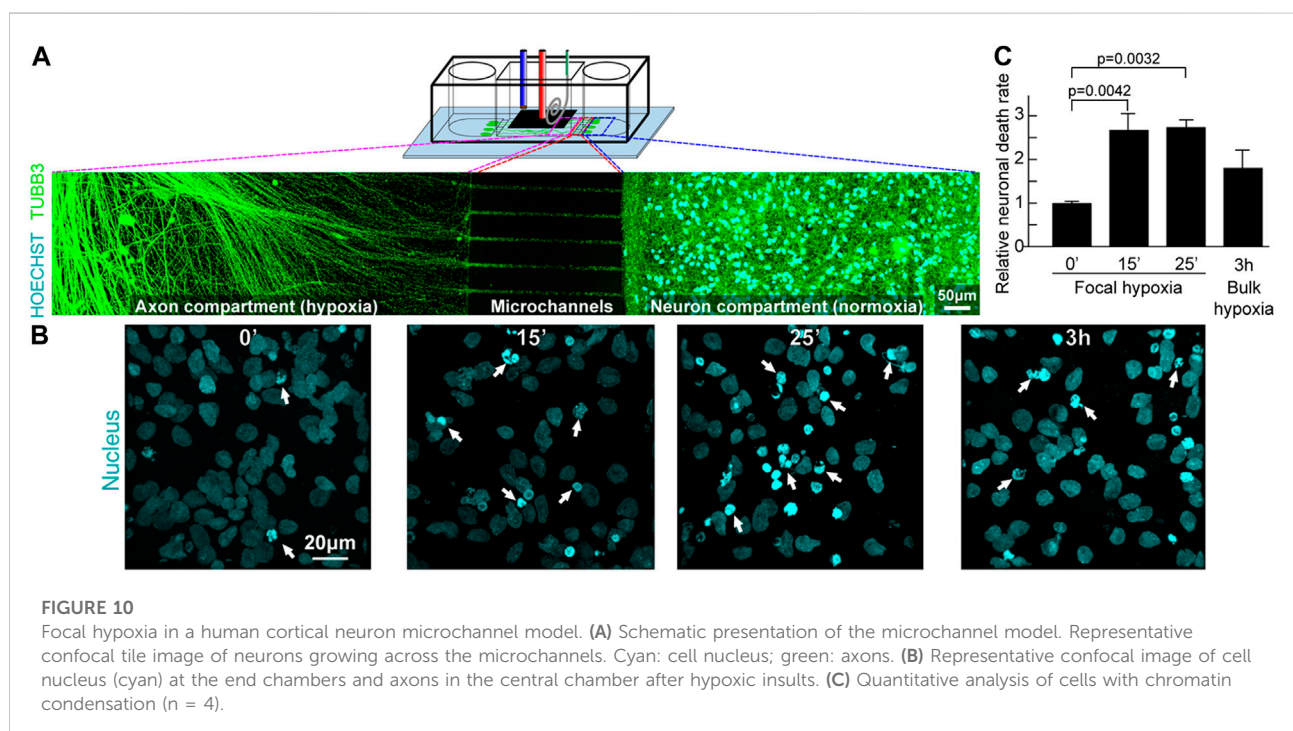 A
HOECHST TUBB3
Axon compartment (hypoxia)
Microchannels
Neuron compartment (normoxia)
50µm
C
Relative neuronal death rate
p=0.0032
p=0.0042
3
2
1
0
0'
15'
25'
3h
Focal hypoxia
Bulk
hypoxia
B
Nucleus
0'
15'
25'
3h
20µm
FIGURE 10
Focal hypoxia in a human cortical neuron microchannel model. (A) Schematic presentation of the microchannel model. Representative
confocal tile image of neurons growing across the microchannels. Cyan: cell nucleus; green: axons. (B) Representative confocal image of cell
nucleus (cyan) at the end chambers and axons in the central chamber after hypoxic insults. (C) Quantitative analysis of cells with chromatin
condensation (n = 4).